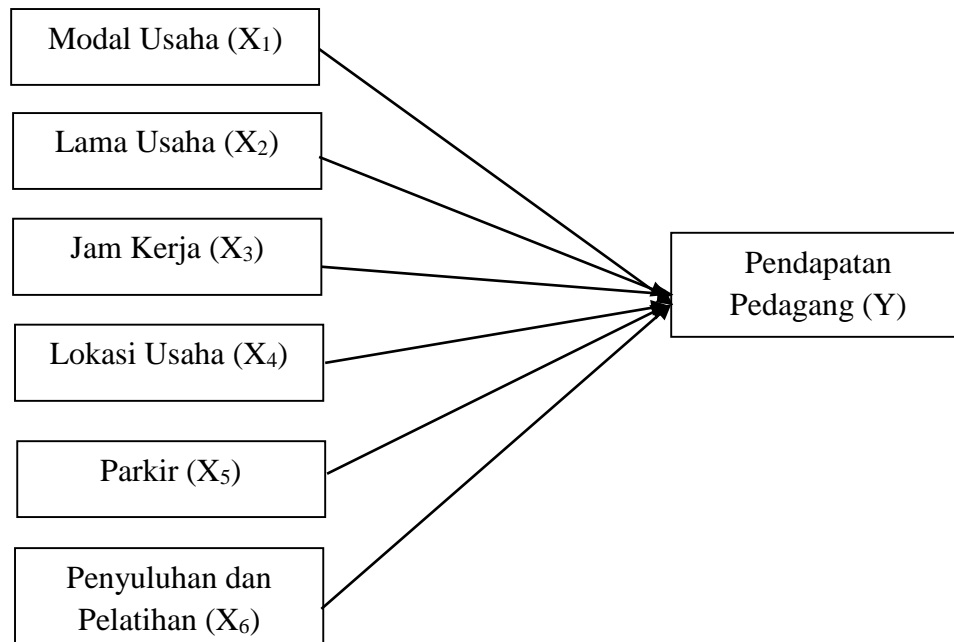 Modal Usaha (X₁)
Lama Usaha (X₂)
Jam Kerja (X₃)
Lokasi Usaha (X₄)
Parkir (X₅)
Penyuluhan dan
Pelatihan (X₆)
Pendapatan
Pedagang (Y)